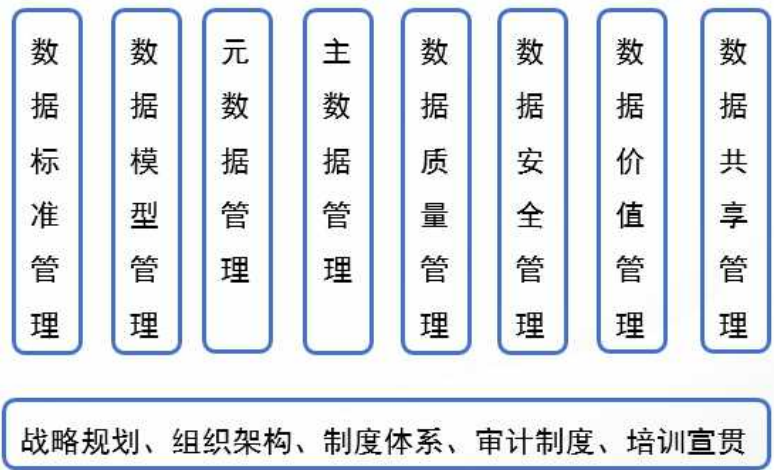 数据标准管理
数据模型管理
元数据管理
主数据管理
数据质量管理
数据安全管理
数据价值管理
数据共享管理
战略规划、组织架构、制度体系、审计制度、培训宣贯